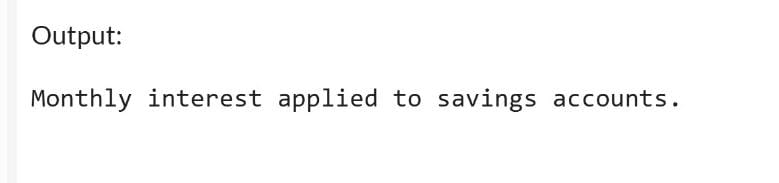 Output:
Monthly interest applied to savings accounts.